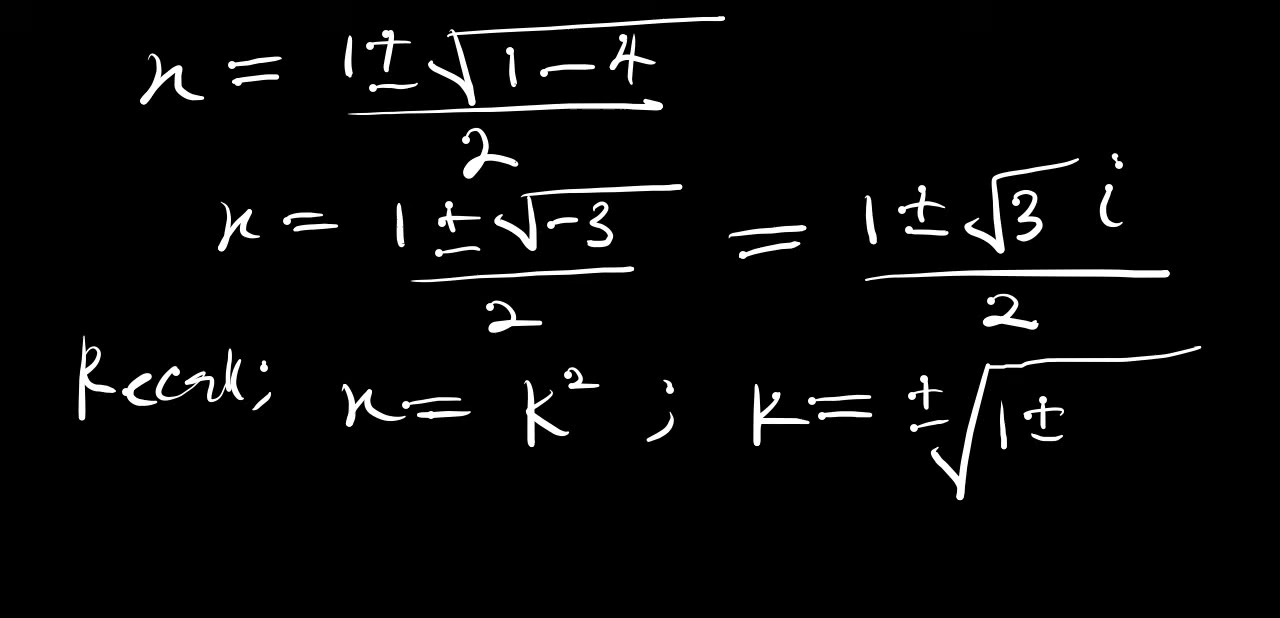 x = (1 ± √(1 - 4)) / 2
x = (1 ± √(-3)) / 2 = (1 ± √3 i) / 2
Recall; x = k² ; k = ± √(1 ±